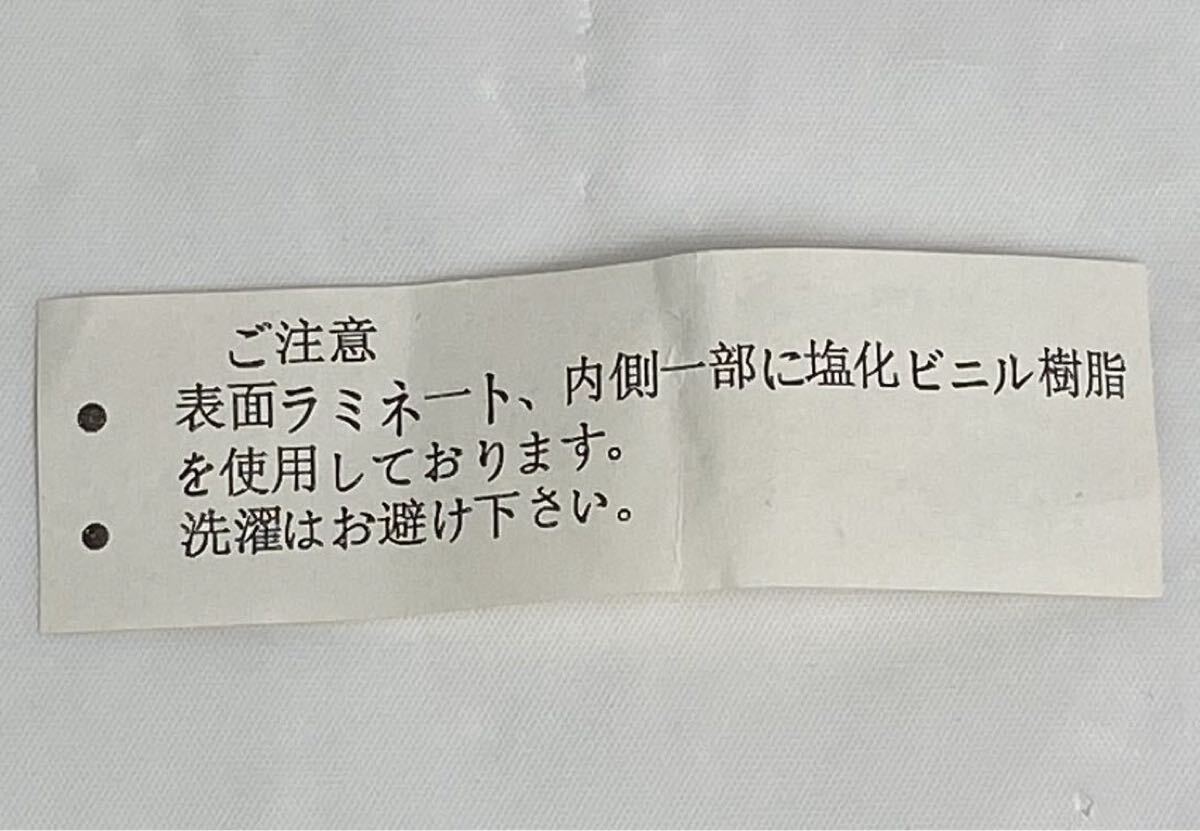 ご注意
● 表面ラミネート、内側一部に塩化ビニル樹脂
を使用しております。
● 洗濯はお避け下さい。